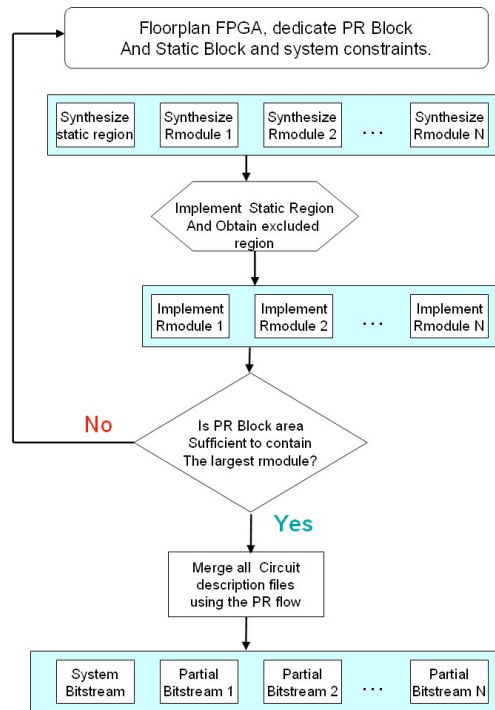 Floorplan FPGA, dedicate PR Block
And Static Block and system constraints.
Synthesize
static region
Synthesize
Rmodule 1
Synthesize
Rmodule 2
...
Synthesize
Rmodule N
Implement Static Region
And Obtain excluded
region
Implement
Rmodule 1
Implement
Rmodule 2
...
Implement
Rmodule N
Is PR Block area
Sufficient to contain
The largest rmodule?
No
Yes
Merge all Circuit
description files
using the PR flow
System
Bitstream
Partial
Bitstream 1
Partial
Bitstream 2
...
Partial
Bitstream N